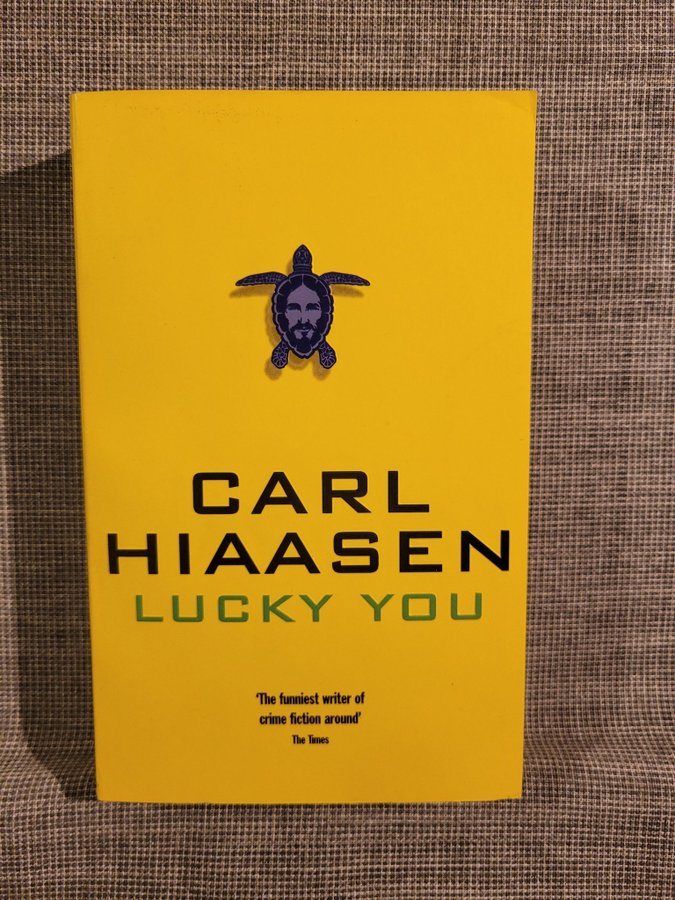 CARL
HIAASEN
LUCKY YOU
‘The funniest writer of
crime fiction around’
The Times